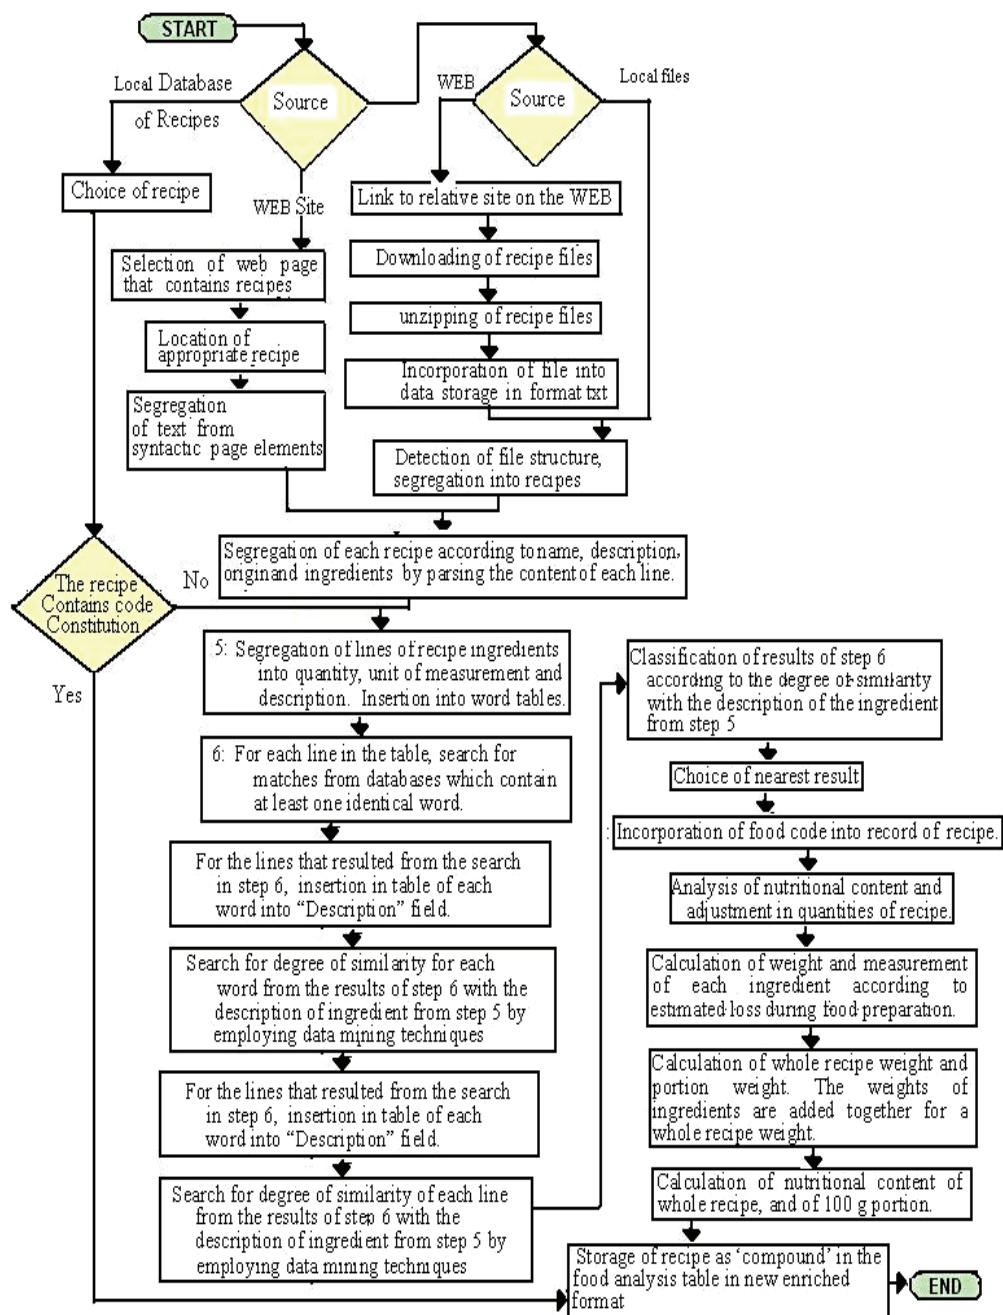 START
Local Database
of Recipes
Source
WEB
Source
Local files
Choice of recipe
WEB Site
Link to relative site on the WEB
Selection of web page
that contains recipes
Downloading of recipe files
unzipping of recipe files
Location of
appropriate recipe
Incorporation of file into
data storage in format txt
Segregation
of text from
syntactic page elements
Detection of file structure,
segregation into recipes
Segregation of each recipe according to name, description,
origin and ingredients by parsing the content of each line.
The recipe
Contains code
Constitution
No
Yes
5: Segregation of lines of recipe ingredients
into quantity, unit of measurement and
description. Insertion into word tables.
6: For each line in the table, search for
matches from databases which contain
at least one identical word.
For the lines that resulted from the search
in step 6, insertion in table of each
word into “Description” field.
Search for degree of similarity for each
word from the results of step 6 with the
description of ingredient from step 5 by
employing data mining techniques
For the lines that resulted from the search
in step 6, insertion in table of each
word into “Description” field.
Search for degree of similarity of each line
from the results of step 6 with the
description of ingredient from step 5 by
employing data mining techniques
Classification of results of step 6
according to the degree of similarity
with the description of the ingredient
from step 5
Choice of nearest result
: Incorporation of food code into record of recipe.
Analysis of nutritional content and
adjustment in quantities of recipe.
Calculation of weight and measurement
of each ingredient according to
estimated loss during food preparation.
Calculation of whole recipe weight and
portion weight. The weights of
ingredients are added together for a
whole recipe weight.
Calculation of nutritional content of
whole recipe, and of 100 g portion.
Storage of recipe as ‘compound’ in the
food analysis table in new enriched
format
END